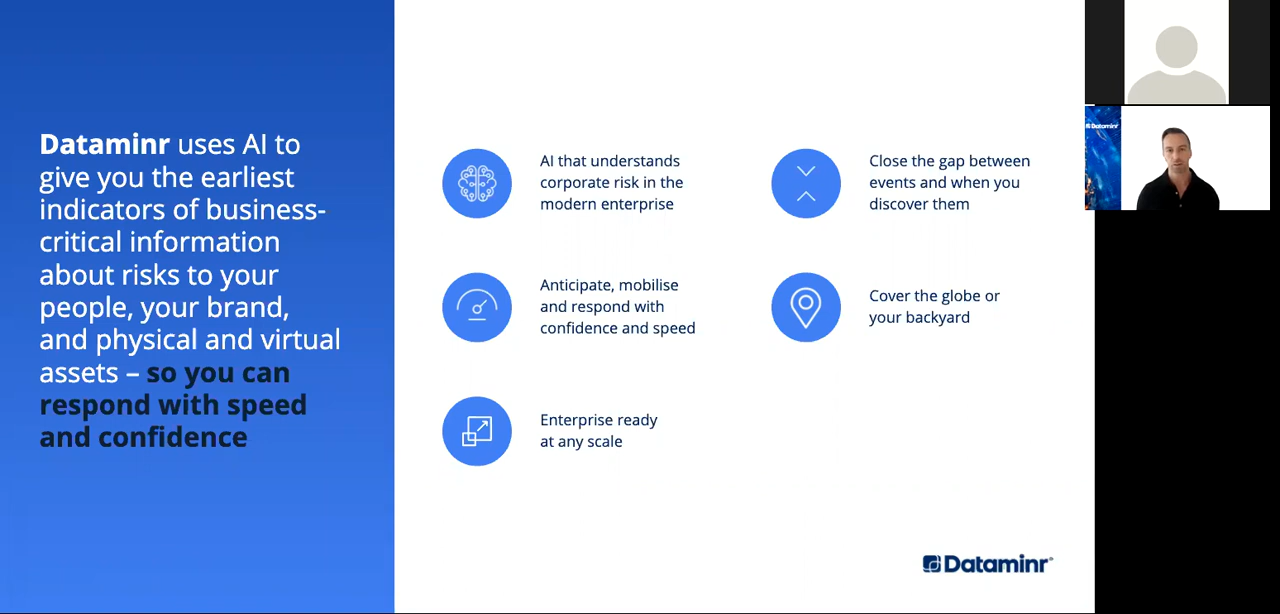 Dataminr uses AI to
give you the earliest
indicators of business-
critical information
about risks to your
people, your brand,
and physical and virtual
assets – so you can
respond with speed
and confidence
AI that understands
corporate risk in the
modern enterprise
Close the gap between
events and when you
discover them
Anticipate, mobilise
and respond with
confidence and speed
Cover the globe or
your backyard
Enterprise ready
at any scale
Dataminr
Dataminr